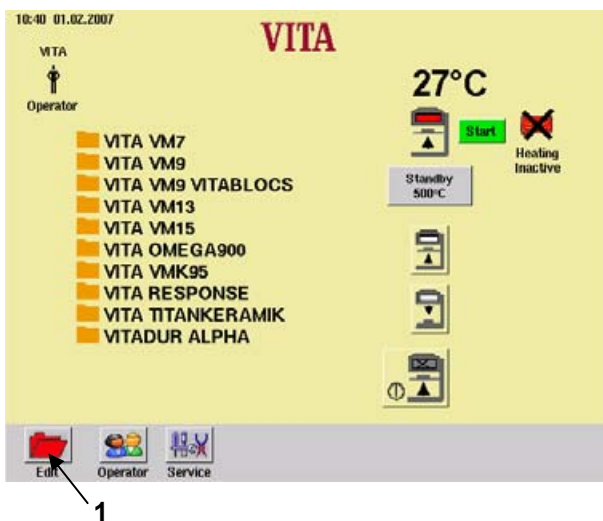 10:40 01.02.2007
VITA
VITA
Operator
27°C
Start
Heating
Inactive
Standby
500°C
VITA VM7
VITA VM9
VITA VM9 VITABLOCS
VITA VM13
VITA VM15
VITA OMEGA900
VITA VMK95
VITA RESPONSE
VITA TITANKERAMIK
VITADUR ALPHA
Edit
Operator
Service
1